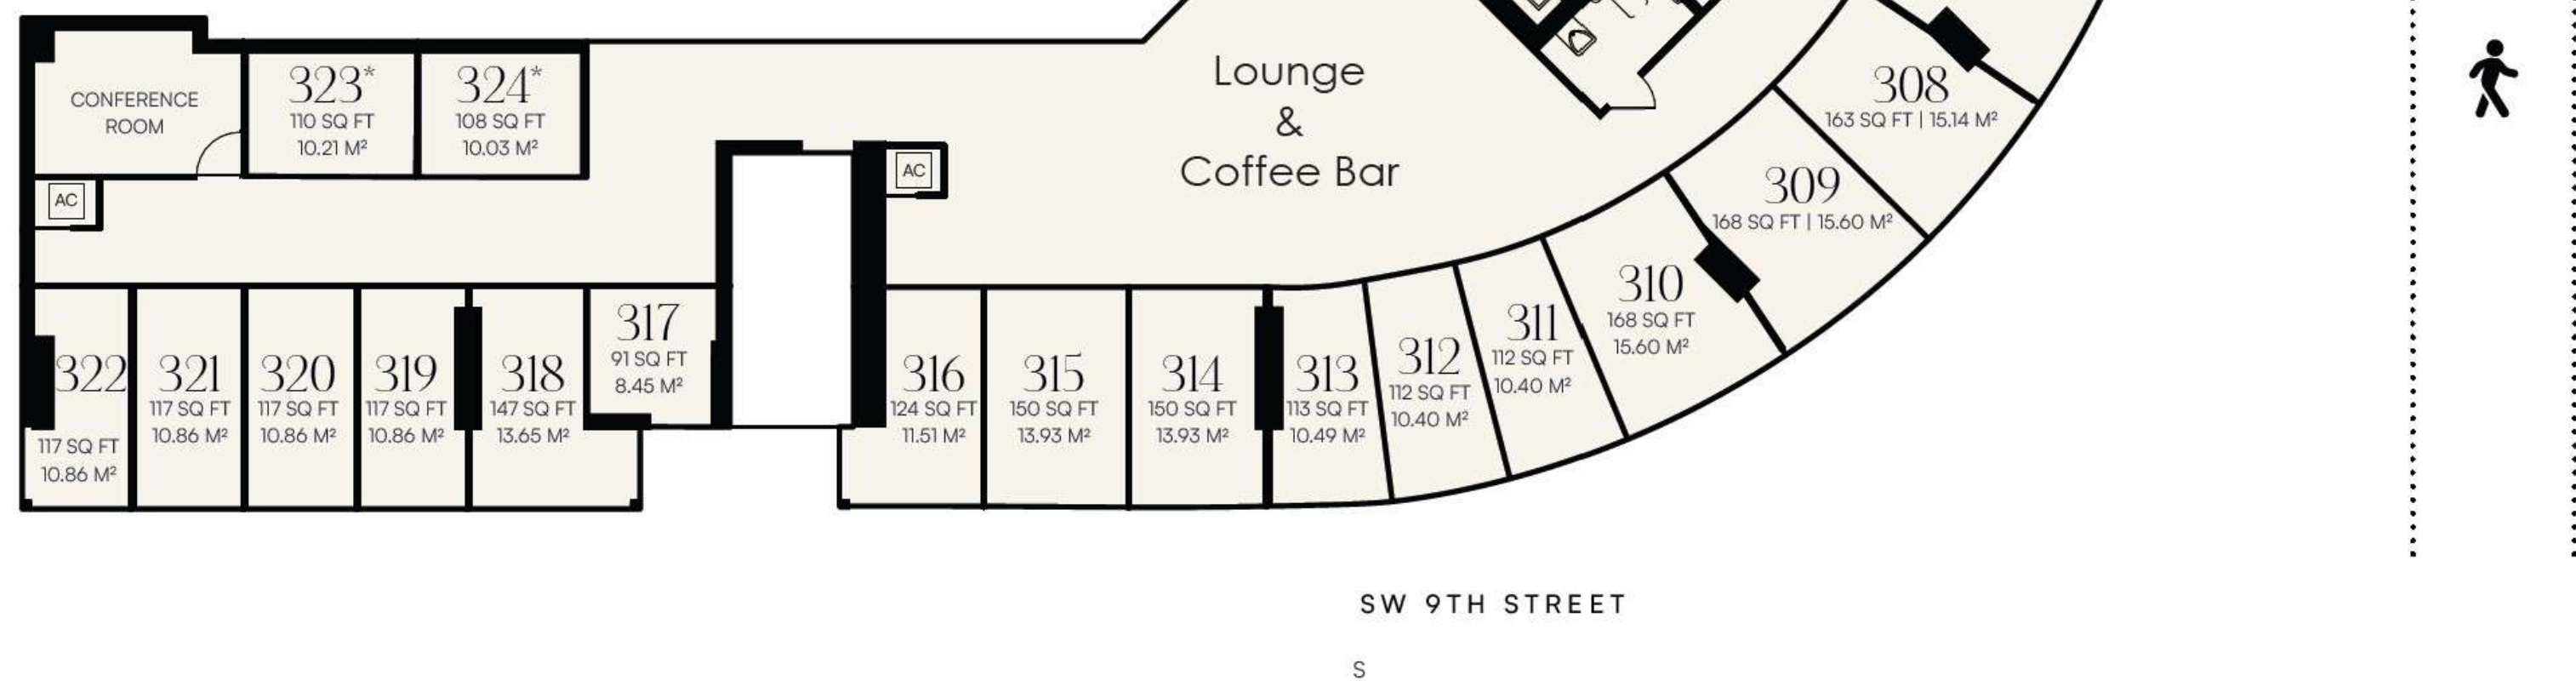 CONFERENCE
ROOM
323*
110 SQ FT
10.21 M²
324*
108 SQ FT
10.03 M²
Lounge
&
Coffee Bar
AC
AC
308
163 SQ FT | 15.14 M²
309
168 SQ FT | 15.60 M²
310
168 SQ FT
15.60 M²
311
112 SQ FT
10.40 M²
312
112 SQ FT
10.40 M²
313
113 SQ FT
10.49 M²
314
150 SQ FT
13.93 M²
315
150 SQ FT
13.93 M²
316
124 SQ FT
11.51 M²
317
91 SQ FT
8.45 M²
318
147 SQ FT
13.65 M²
319
117 SQ FT
10.86 M²
320
117 SQ FT
10.86 M²
321
117 SQ FT
10.86 M²
322
117 SQ FT
10.86 M²
SW 9TH STREET
S